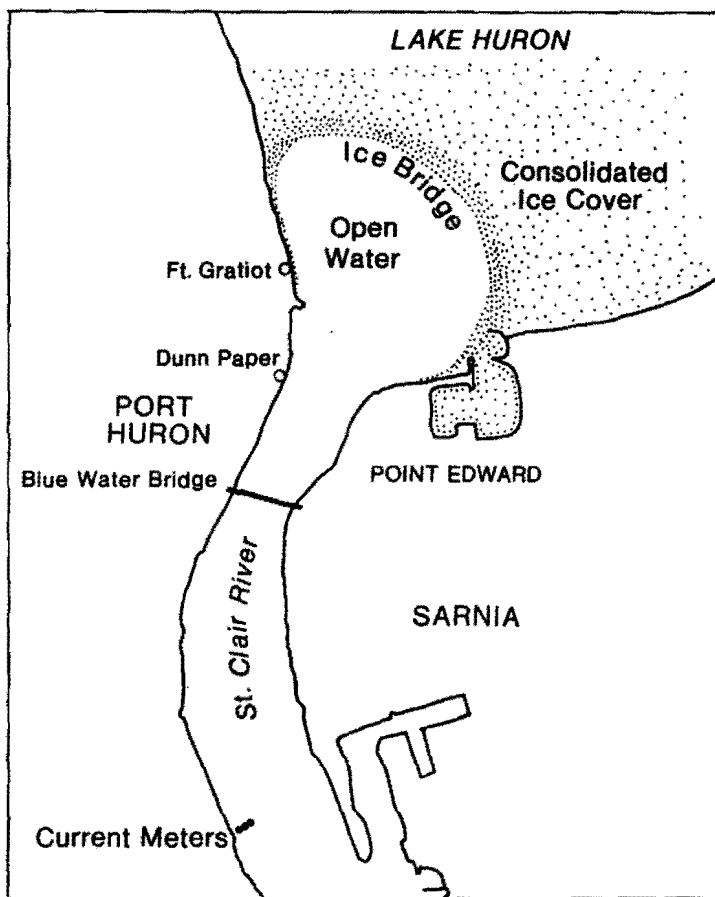 LAKE HURON
Ice Bridge
Consolidated
Ice Cover
Open
Water
Ft. Gratiot
Dunn Paper
PORT
HURON
Blue Water Bridge
POINT EDWARD
St. Clair River
SARNIA
Current Meters